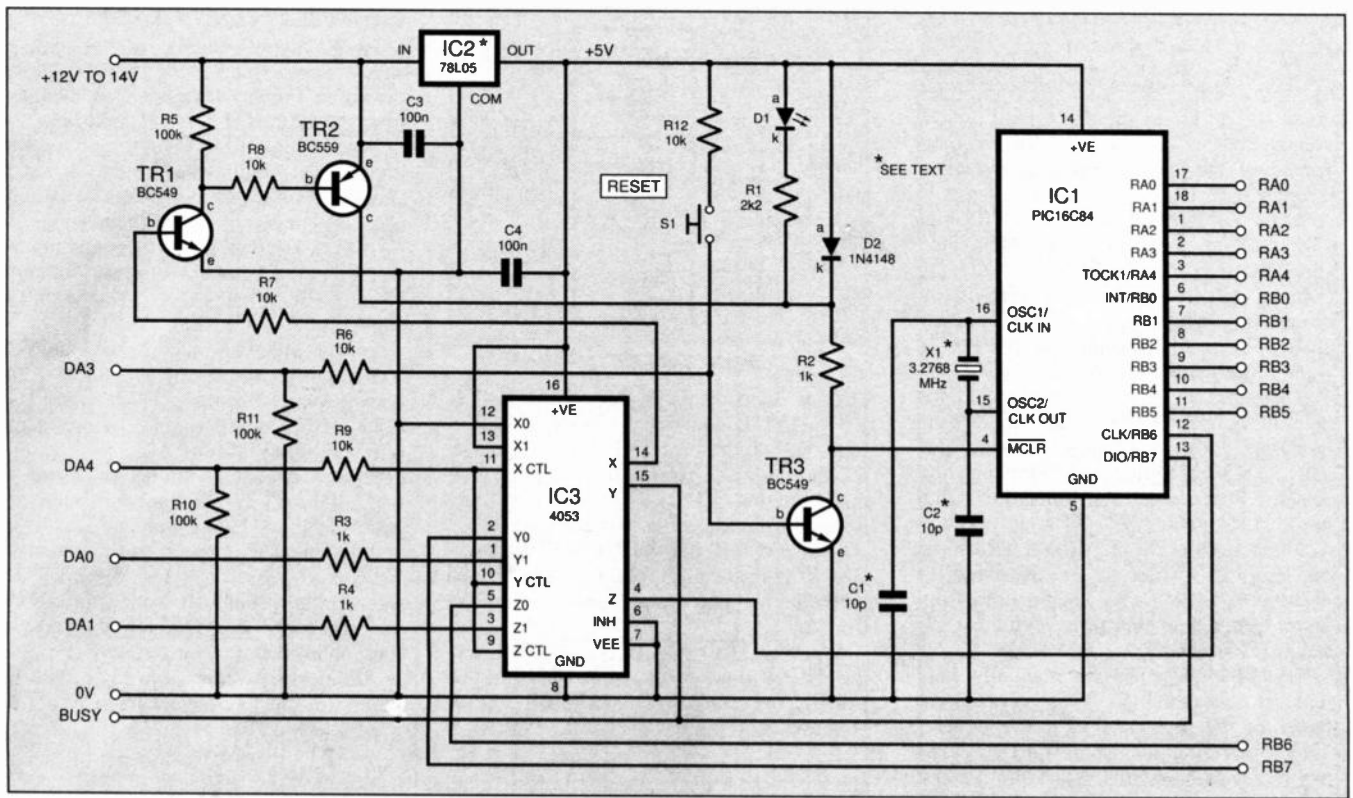 +12V TO 14V
IN
IC2*
78L05
OUT
COM
+5V
R5
100k
R8
10k
TR2
BC559
b
e
c
C3
100n
TR1
BC549
b
c
e
R7
10k
C4
100n
R12
10k
RESET
S1
a
D1
k
R1
2k2
a
D2
1N4148
k
*SEE TEXT
R2
1k
TR3
BC549
b
c
e
DA3
R6
10k
R11
100k
DA4
R9
10k
R10
100k
DA0
R3
1k
DA1
R4
1k
0V
BUSY
16
+VE
12 X0
13 X1
11 X CTL
2 Y0
1 Y1
10 Y CTL
5 Z0
3 Z1
9 Z CTL
IC3
4053
X 14
Y 15
Z 4
INH 6
VEE 7
GND
8
14
+VE
IC1
PIC16C84
16 OSC1/
CLK IN
X1*
3.2768
MHz
15 OSC2/
CLK OUT
4 MCLR
C2*
10p
C1*
10p
GND
5
RA0 17 RA0
RA1 18 RA1
RA2 1 RA2
RA3 2 RA3
TOCK1/RA4 3 RA4
INT/RB0 6 RB0
RB1 7 RB1
RB2 8 RB2
RB3 9 RB3
RB4 10 RB4
RB5 11 RB5
CLK/RB6 12
DIO/RB7 13
RB6
RB7